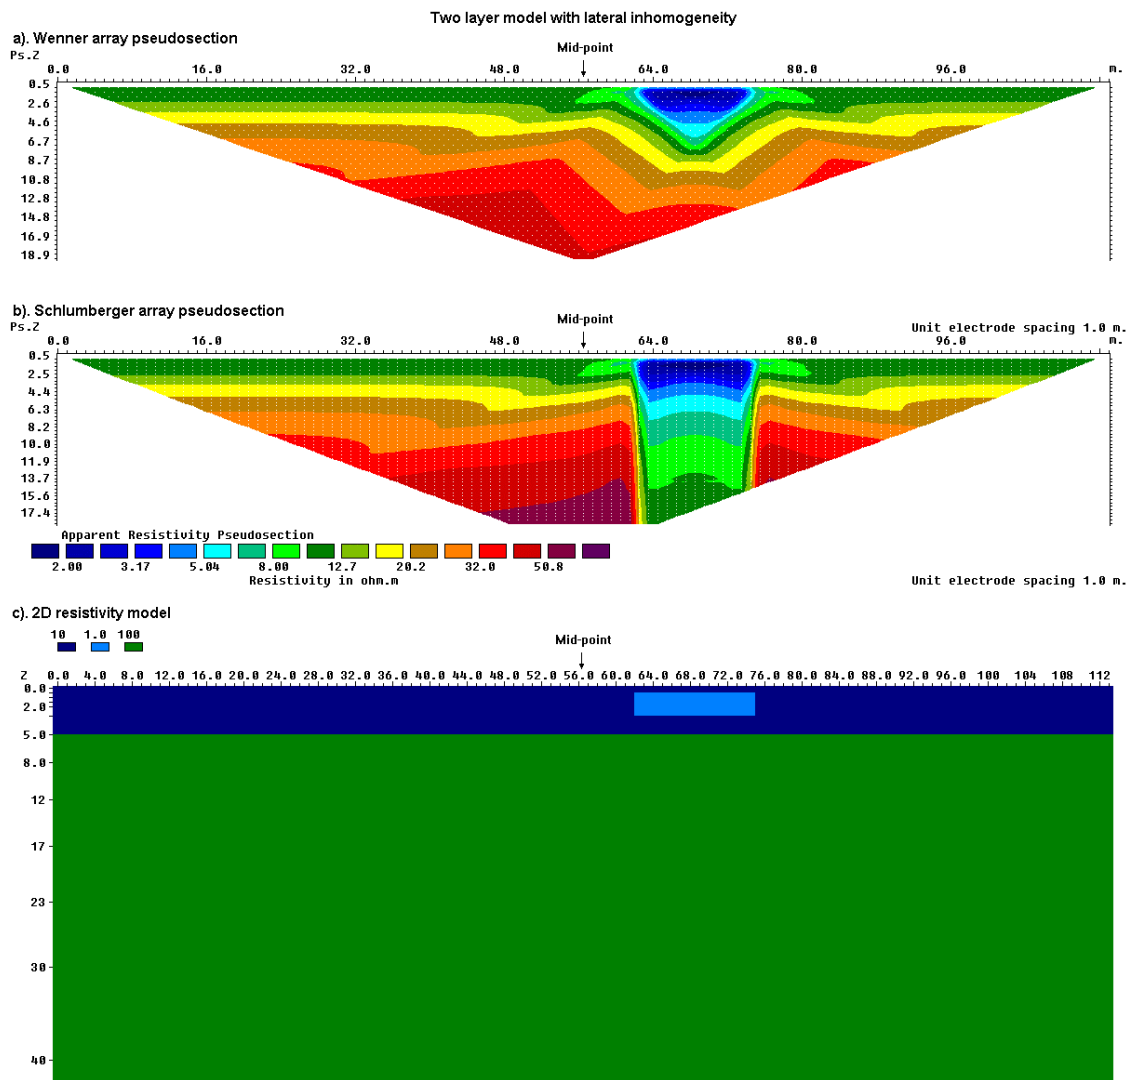 Two layer model with lateral inhomogeneity
a). Wenner array pseudosection
Ps.Z
Mid-point
0.0 16.0 32.0 48.0 64.0 80.0 96.0 m.
0.5
2.6
4.6
6.7
8.7
10.8
12.8
14.8
16.9
18.9
b). Schlumberger array pseudosection
Ps.Z
Mid-point
Unit electrode spacing 1.0 m.
0.0 16.0 32.0 48.0 64.0 80.0 96.0 m.
0.5
2.5
4.4
6.3
8.2
10.0
11.9
13.7
15.6
17.4
Apparent Resistivity Pseudosection
2.00 3.17 5.04 8.00 12.7 20.2 32.0 50.8
Resistivity in ohm.m
Unit electrode spacing 1.0 m.
c). 2D resistivity model
10 1.0 100
Mid-point
Z 0.0 4.0 8.0 12.0 16.0 20.0 24.0 28.0 32.0 36.0 40.0 44.0 48.0 52.0 56.0 60.0 64.0 68.0 72.0 76.0 80.0 84.0 88.0 92.0 96.0 100 104 108 112
0.0
2.0
5.0
8.0
12
17
23
30
40